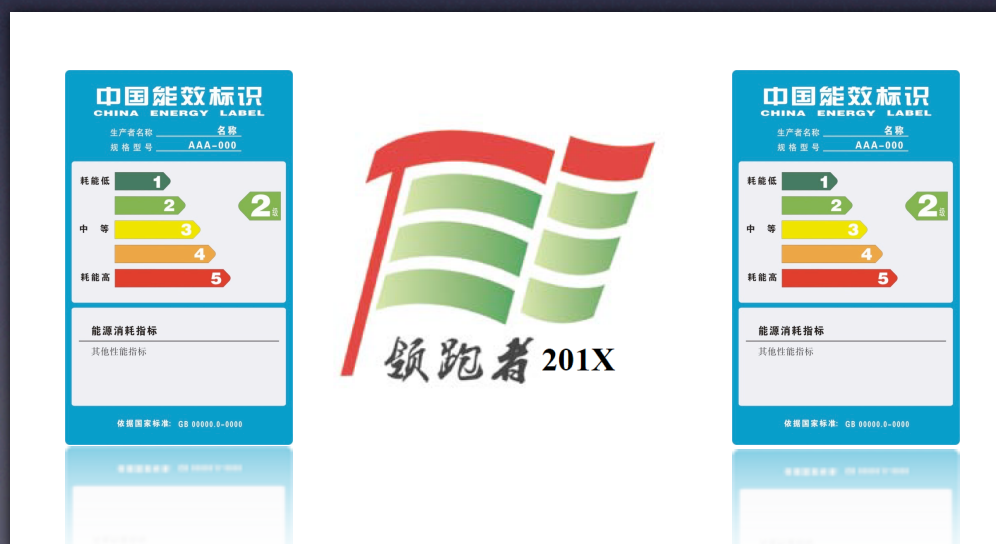 中国能效标识
CHINA ENERGY LABEL
生产者名称 名称
规格型号 AAA-000
耗能低 1
2 2级
中等 3
4
耗能高 5
能源消耗指标
其他性能指标
依据国家标准: GB 00000.0-0000
领跑者 201X
中国能效标识
CHINA ENERGY LABEL
生产者名称 名称
规格型号 AAA-000
耗能低 1
2 2级
中等 3
4
耗能高 5
能源消耗指标
其他性能指标
依据国家标准: GB 00000.0-0000